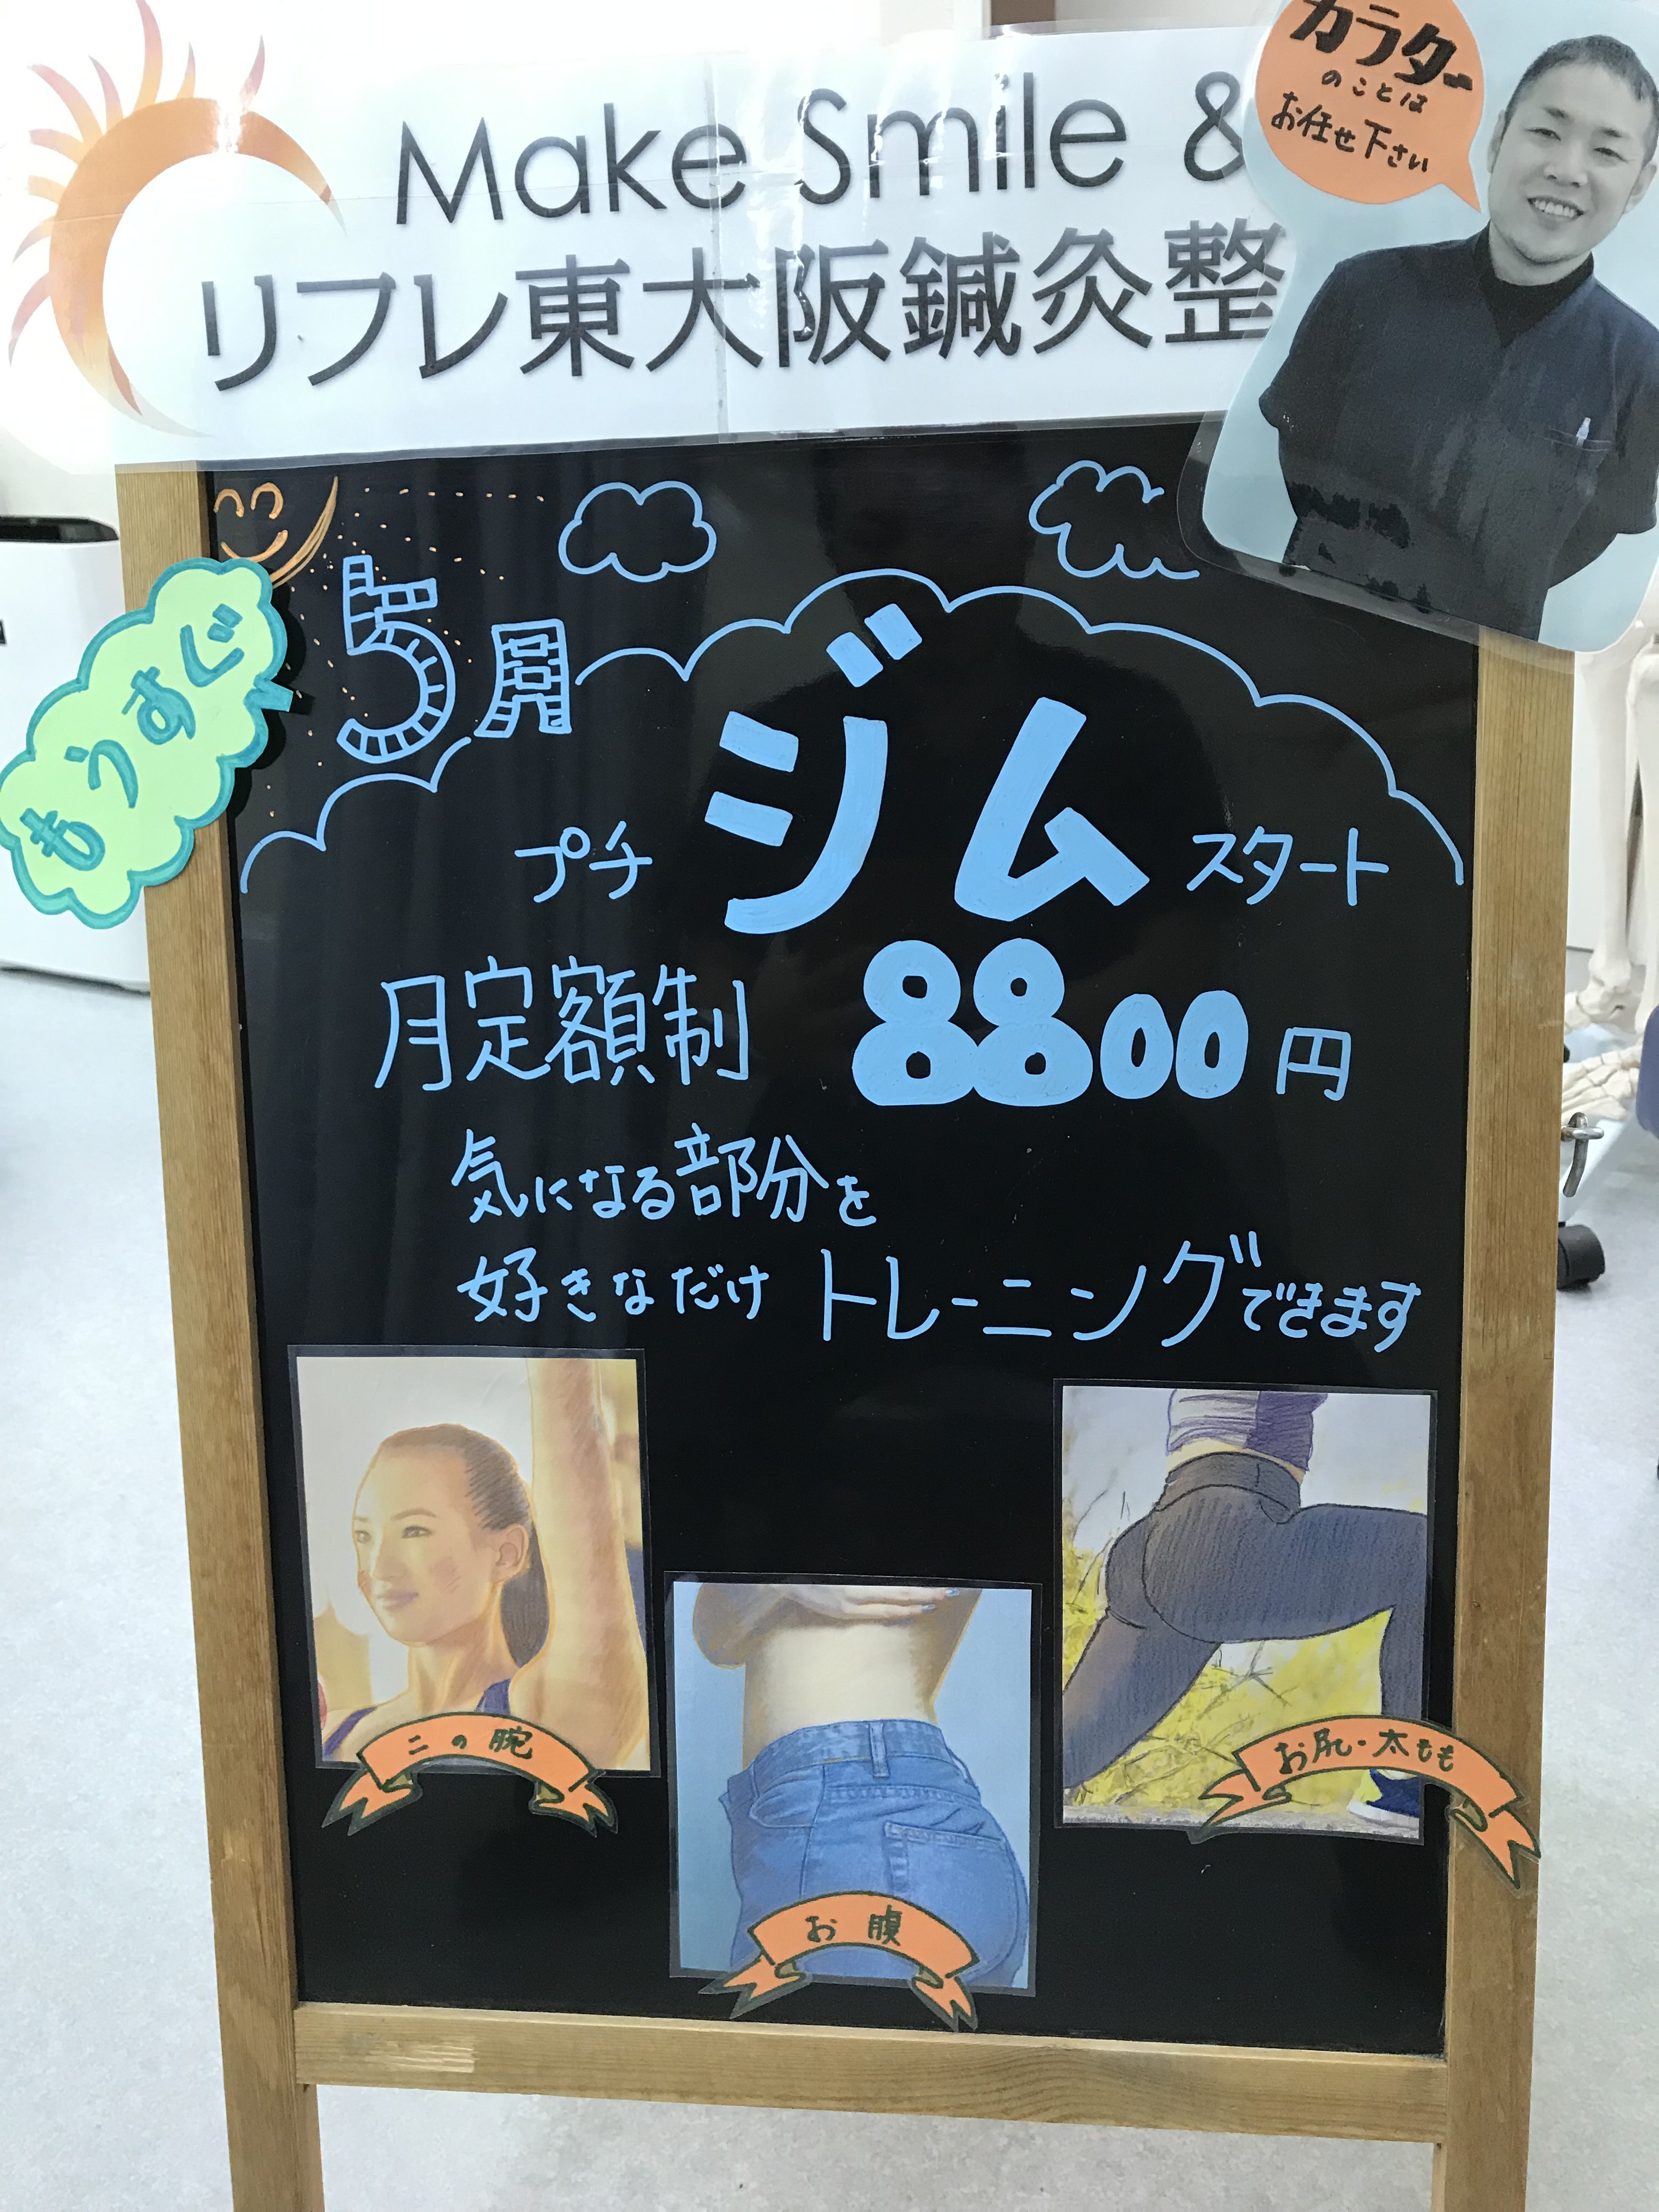 Make Smile &
リフレ東大阪鍼灸整
カラダー
のことは
お任せ下さい
もうすぐ
5月
プチ ジム スタート
月定額制 8800円
気になる部分を
好きなだけ トレーニングできます
二の腕
お腹
お尻・太もも